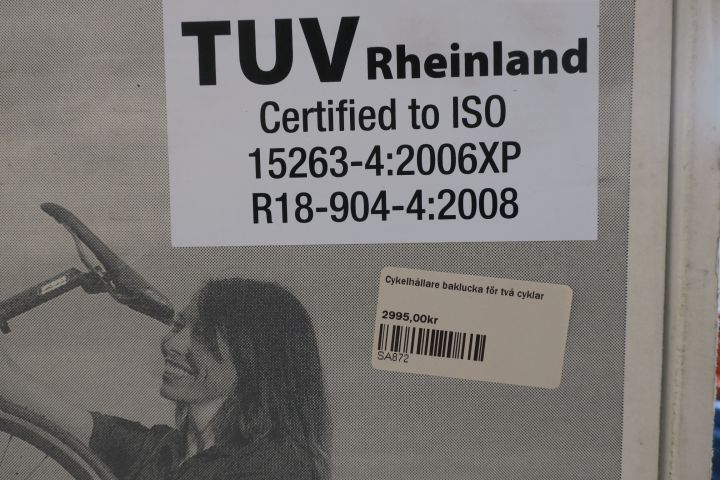 TUV Rheinland
Certified to ISO
15263-4:2006XP
R18-904-4:2008
Cykelhållare baklucka för två cyklar
2995,00kr
SA872